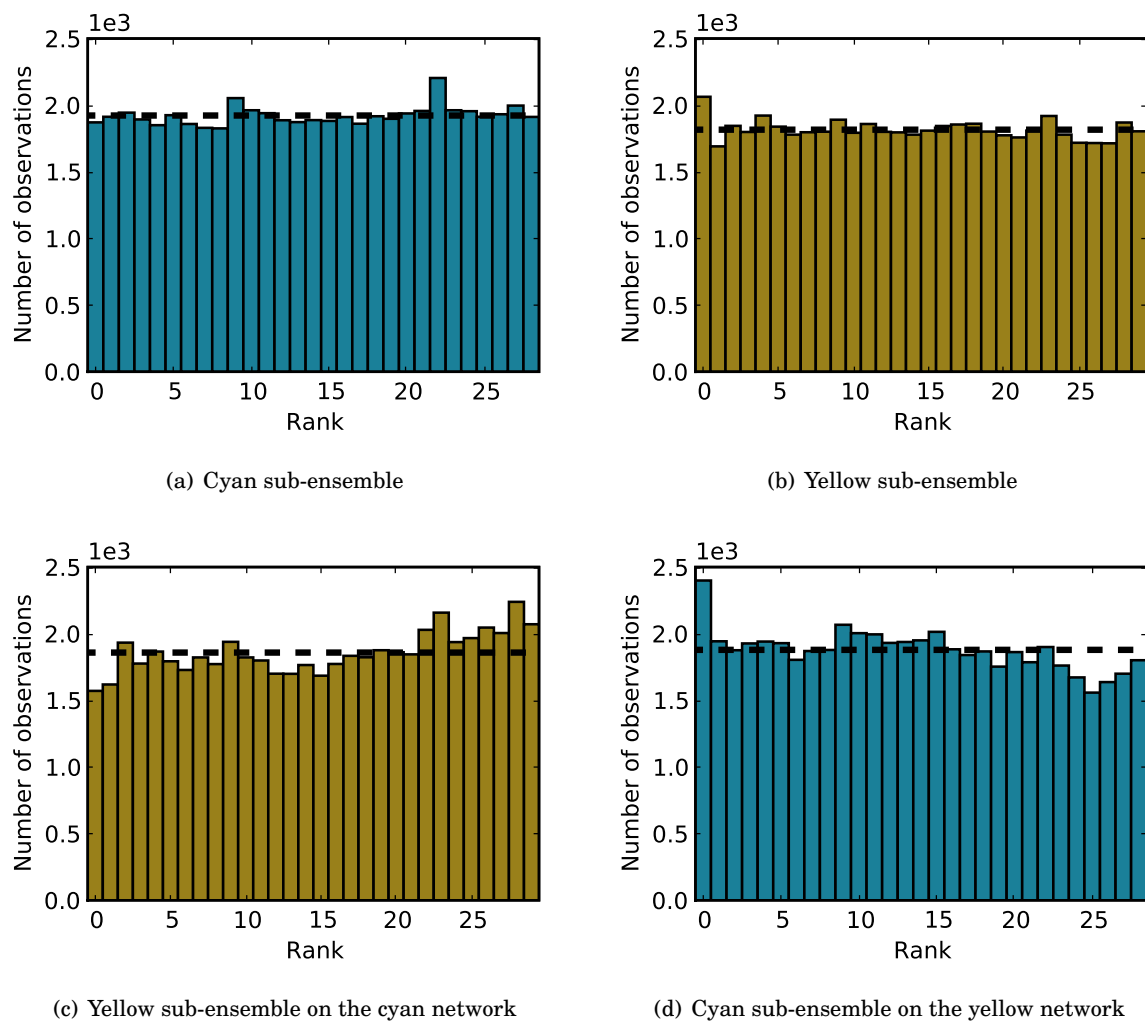 1e3
2.5
2.0
1.5
1.0
0.5
0.0
Number of observations
0 5 10 15 20 25
Rank
(a) Cyan sub-ensemble
1e3
2.5
2.0
1.5
1.0
0.5
0.0
Number of observations
0 5 10 15 20 25
Rank
(b) Yellow sub-ensemble
1e3
2.5
2.0
1.5
1.0
0.5
0.0
Number of observations
0 5 10 15 20 25
Rank
(c) Yellow sub-ensemble on the cyan network
1e3
2.5
2.0
1.5
1.0
0.5
0.0
Number of observations
0 5 10 15 20 25
Rank
(d) Cyan sub-ensemble on the yellow network